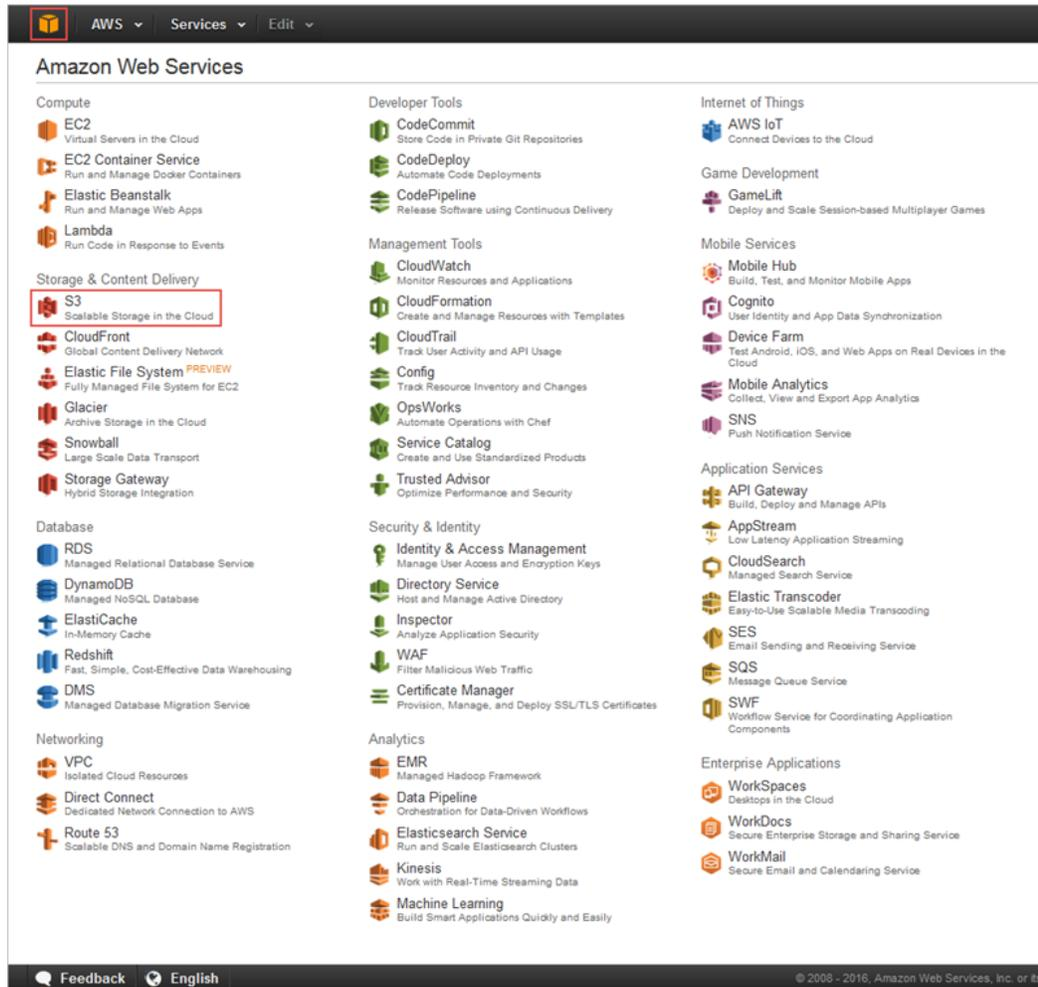 AWS Services Edit
Amazon Web Services
Compute
EC2
Virtual Servers in the Cloud
EC2 Container Service
Run and Manage Docker Containers
Elastic Beanstalk
Run and Manage Web Apps
Lambda
Run Code in Response to Events
Storage & Content Delivery
S3
Scalable Storage in the Cloud
CloudFront
Global Content Delivery Network
Elastic File System PREVIEW
Fully Managed File System for EC2
Glacier
Archive Storage in the Cloud
Snowball
Large Scale Data Transport
Storage Gateway
Hybrid Storage Integration
Database
RDS
Managed Relational Database Service
DynamoDB
Managed NoSQL Database
ElastiCache
In-Memory Cache
Redshift
Fast, Simple, Cost-Effective Data Warehousing
DMS
Managed Database Migration Service
Networking
VPC
Isolated Cloud Resources
Direct Connect
Dedicated Network Connection to AWS
Route 53
Scalable DNS and Domain Name Registration
Developer Tools
CodeCommit
Store Code in Private Git Repositories
CodeDeploy
Automate Code Deployments
CodePipeline
Release Software using Continuous Delivery
Management Tools
CloudWatch
Monitor Resources and Applications
CloudFormation
Create and Manage Resources with Templates
CloudTrail
Track User Activity and API Usage
Config
Track Resource Inventory and Changes
OpsWorks
Automate Operations with Chef
Service Catalog
Create and Use Standardized Products
Trusted Advisor
Optimize Performance and Security
Security & Identity
Identity & Access Management
Manage User Access and Encryption Keys
Directory Service
Host and Manage Active Directory
Inspector
Analyze Application Security
WAF
Filter Malicious Web Traffic
Certificate Manager
Provision, Manage, and Deploy SSL/TLS Certificates
Analytics
EMR
Managed Hadoop Framework
Data Pipeline
Orchestration for Data-Driven Workflows
Elasticsearch Service
Run and Scale Elasticsearch Clusters
Kinesis
Work with Real-Time Streaming Data
Machine Learning
Build Smart Applications Quickly and Easily
Internet of Things
AWS IoT
Connect Devices to the Cloud
Game Development
GameLift
Deploy and Scale Session-based Multiplayer Games
Mobile Services
Mobile Hub
Build, Test, and Monitor Mobile Apps
Cognito
User Identity and App Data Synchronization
Device Farm
Test Android, iOS, and Web Apps on Real Devices in the
Cloud
Mobile Analytics
Collect, View and Export App Analytics
SNS
Push Notification Service
Application Services
API Gateway
Build, Deploy and Manage APIs
AppStream
Low Latency Application Streaming
CloudSearch
Managed Search Service
Elastic Transcoder
Easy-to-Use Scalable Media Transcoding
SES
Email Sending and Receiving Service
SQS
Message Queue Service
SWF
Workflow Service for Coordinating Application
Components
Enterprise Applications
WorkSpaces
Desktops in the Cloud
WorkDocs
Secure Enterprise Storage and Sharing Service
WorkMail
Secure Email and Calendaring Service
Feedback English © 2008 - 2016, Amazon Web Services, Inc. or its